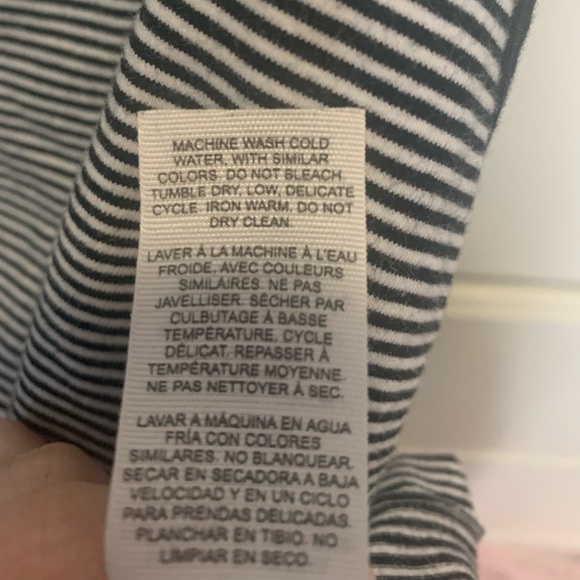 MACHINE WASH COLD
WATER, WITH SIMILAR
COLORS. DO NOT BLEACH.
TUMBLE DRY, LOW, DELICATE
CYCLE. IRON WARM. DO NOT
DRY CLEAN.
LAVER À LA MACHINE À L'EAU
FROIDE, AVEC COULEURS
SIMILAIRES. NE PAS
JAVELLISER. SÉCHER PAR
CULBUTAGE À BASSE
TEMPÉRATURE, CYCLE
DÉLICAT. REPASSER À
TEMPÉRATURE MOYENNE.
NE PAS NETTOYER À SEC.
LAVAR A MÁQUINA EN AGUA
FRÍA CON COLORES
SIMILARES. NO BLANQUEAR.
SECAR EN SECADORA A BAJA
VELOCIDAD Y EN UN CICLO
PARA PRENDAS DELICADAS.
PLANCHAR EN TIBIO. NO
LIMPIAR EN SECO.